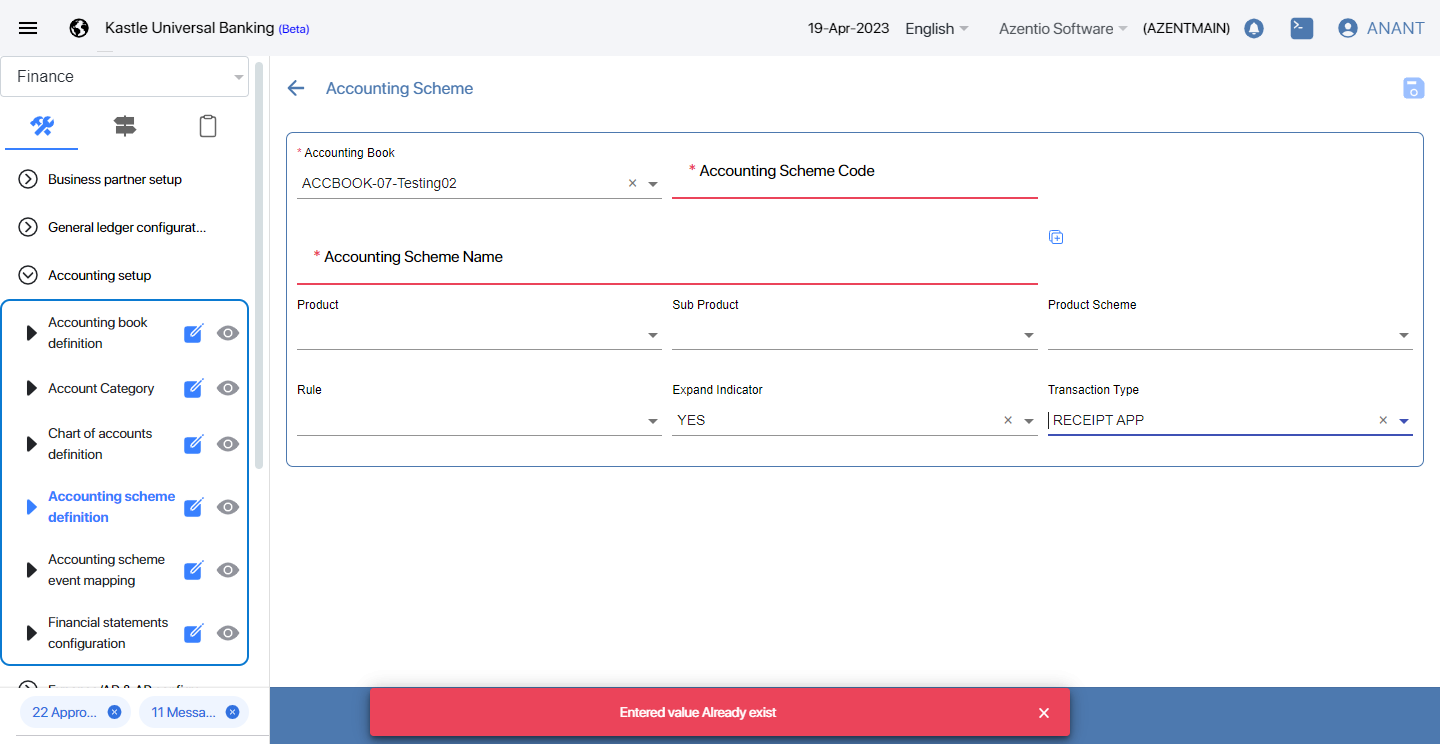 Kastle Universal Banking (Beta)
19-Apr-2023 English Azentio Software (AZENTMAIN) ANANT
Finance
Business partner setup
General ledger configurat...
Accounting setup
Accounting book
definition
Account Category
Chart of accounts
definition
Accounting scheme
definition
Accounting scheme
event mapping
Financial statements
configuration
22 Appro... 11 Messa...
Accounting Scheme
* Accounting Book
ACCBOOK-07-Testing02
* Accounting Scheme Code
* Accounting Scheme Name
Product Sub Product Product Scheme
Rule Expand Indicator Transaction Type
YES RECEIPT APP
Entered value Already exist